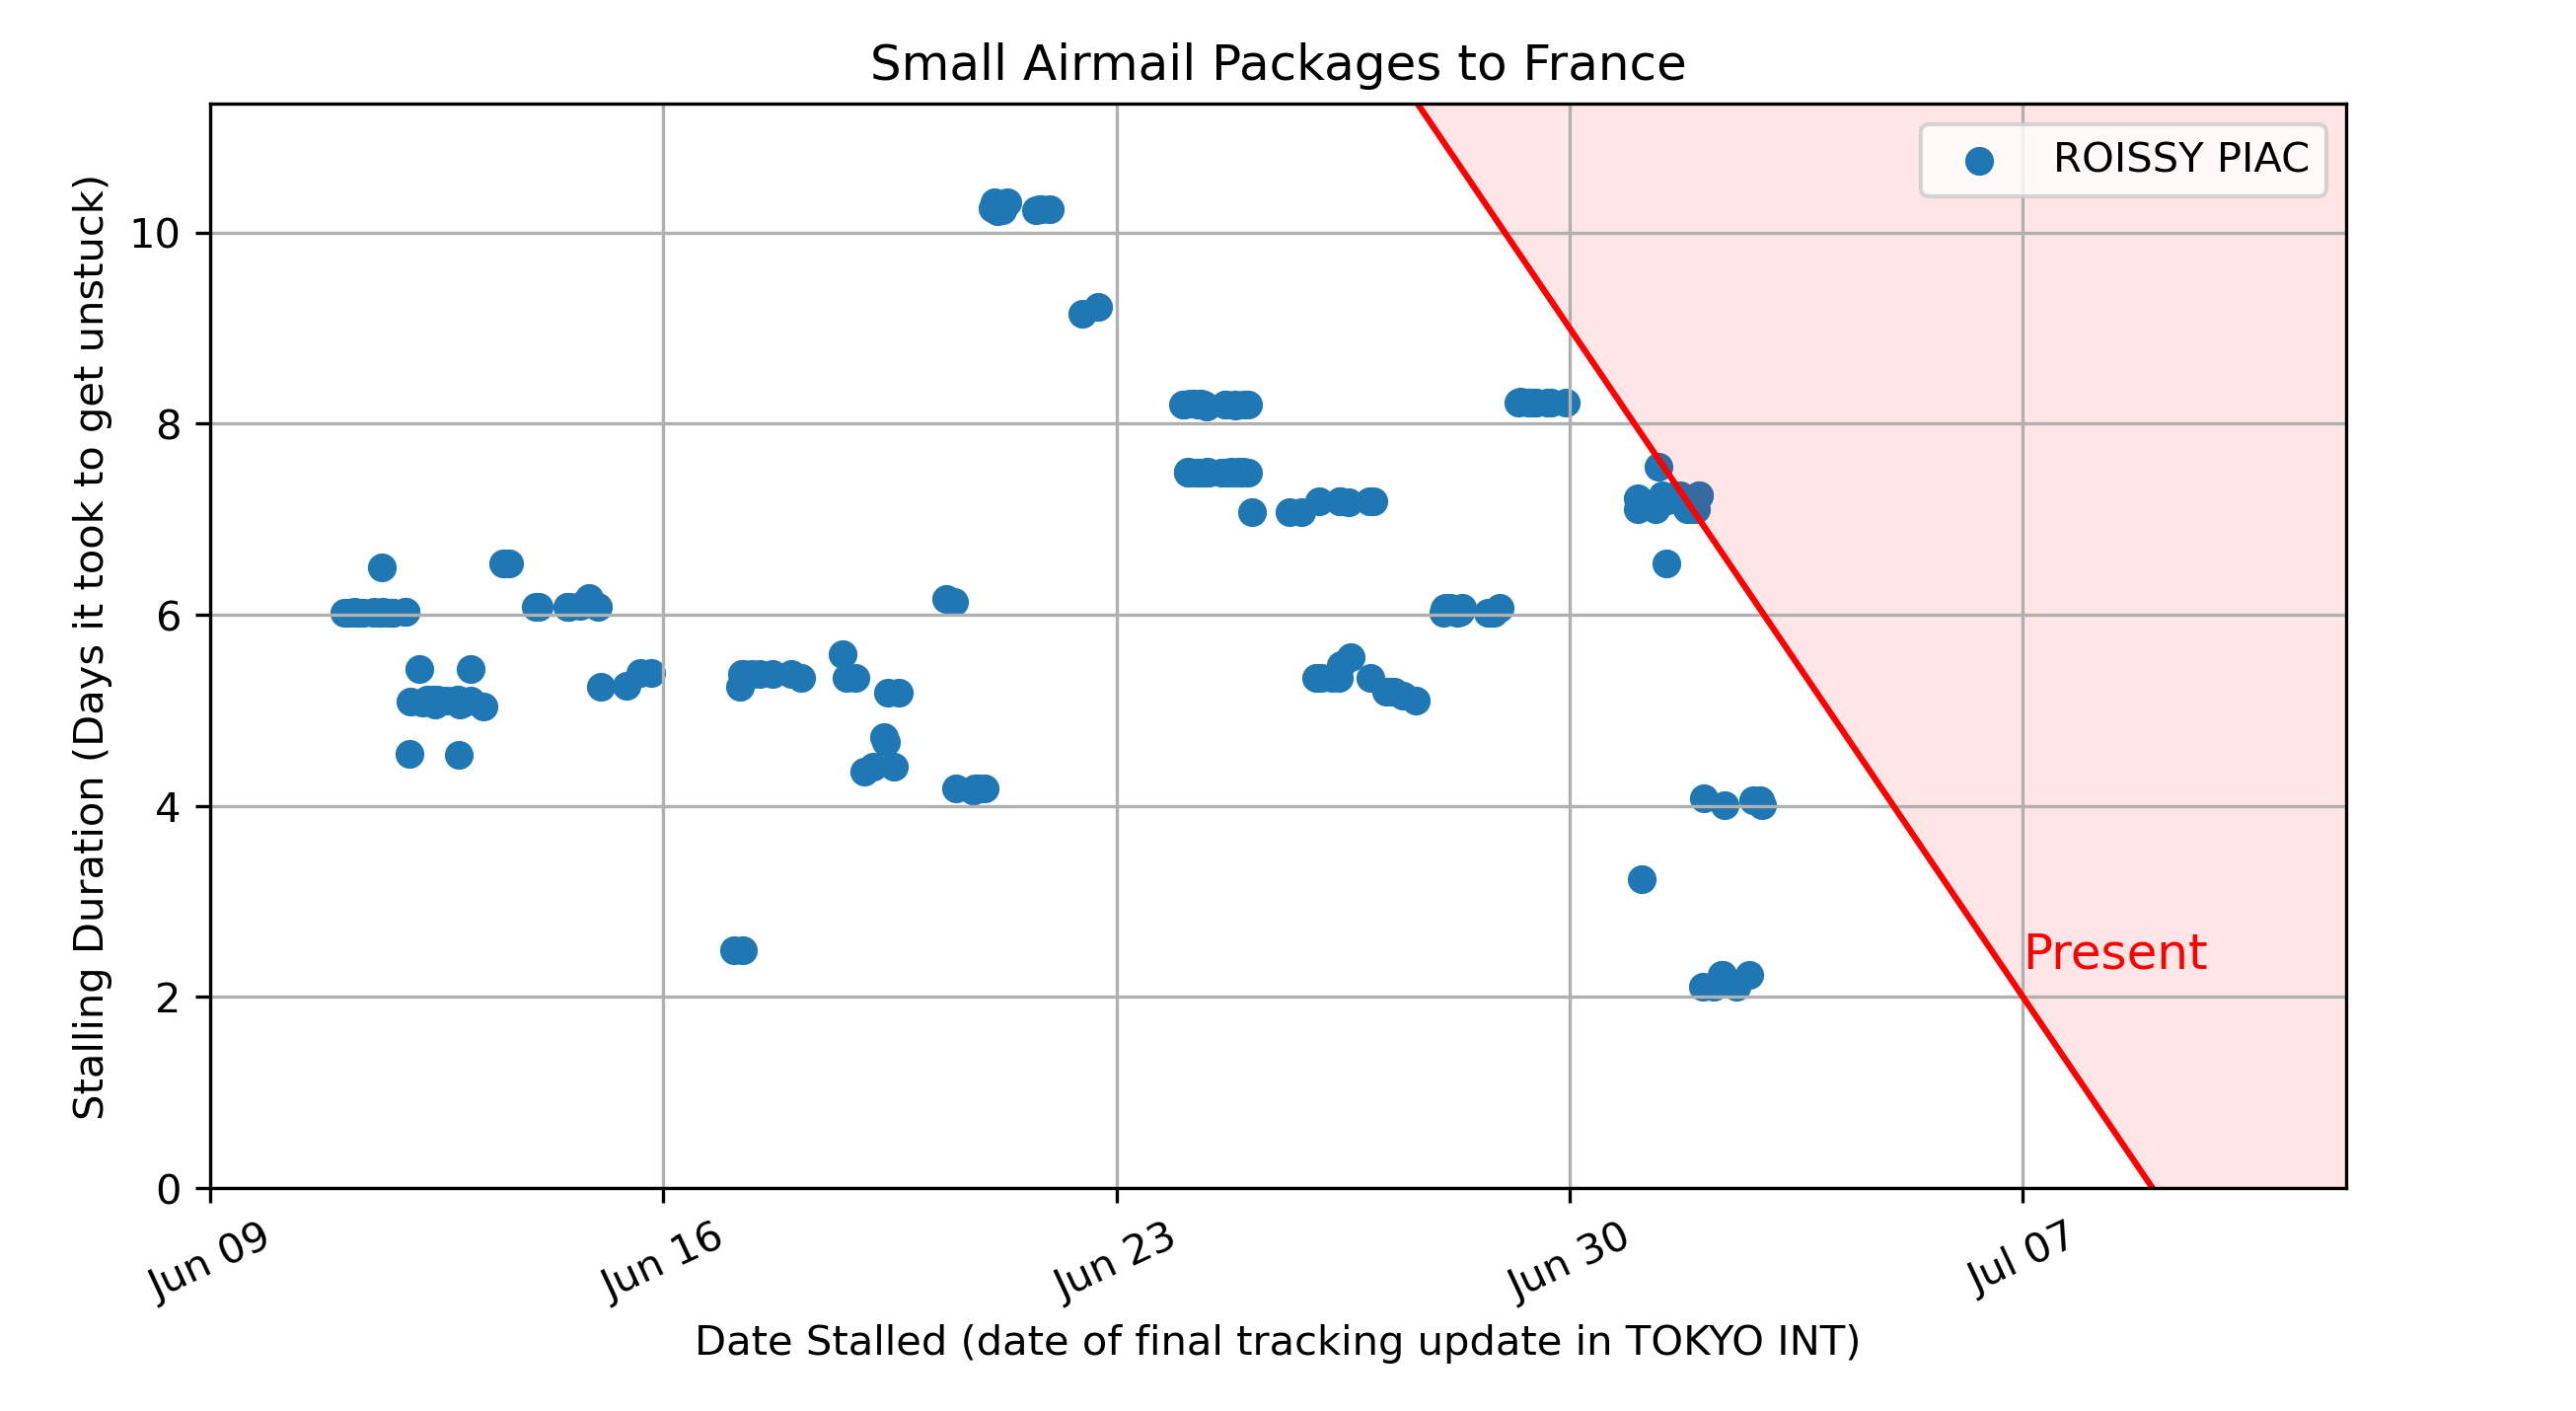 Small Airmail Packages to France
Stalling Duration (Days it took to get unstuck)
10
8
6
4
2
0
ROISSY PIAC
Present
Jun 09
Jun 16
Jun 23
Jun 30
Jul 07
Date Stalled (date of final tracking update in TOKYO INT)